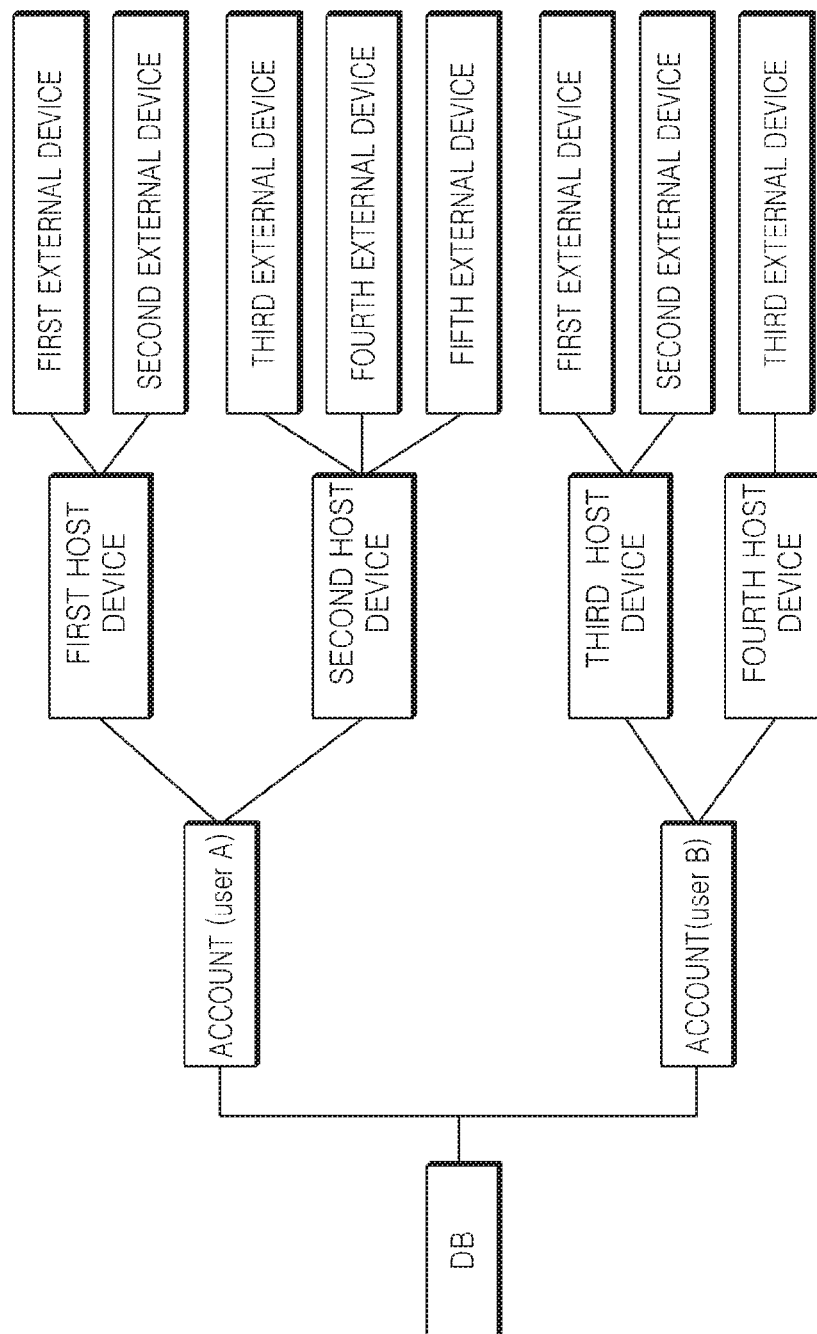 DB
ACCOUNT (user A)
ACCOUNT(user B)
FIRST HOST
DEVICE
SECOND HOST
DEVICE
THIRD HOST
DEVICE
FOURTH HOST
DEVICE
FIRST EXTERNAL DEVICE
SECOND EXTERNAL DEVICE
THIRD EXTERNAL DEVICE
FOURTH EXTERNAL DEVICE
FIFTH EXTERNAL DEVICE
FIRST EXTERNAL DEVICE
SECOND EXTERNAL DEVICE
THIRD EXTERNAL DEVICE